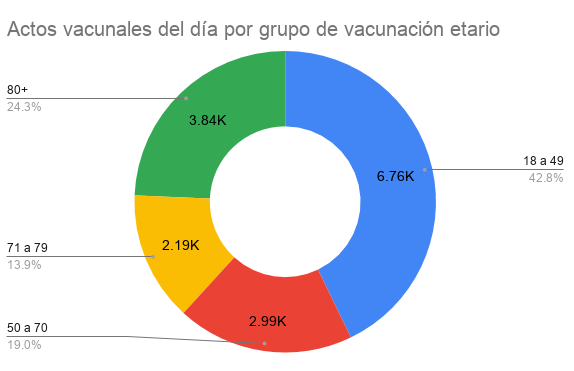 Actos vacunales del día por grupo de vacunación etario
80+
24.3%
3.84K
18 a 49
42.8%
6.76K
71 a 79
13.9%
2.19K
50 a 70
19.0%
2.99K